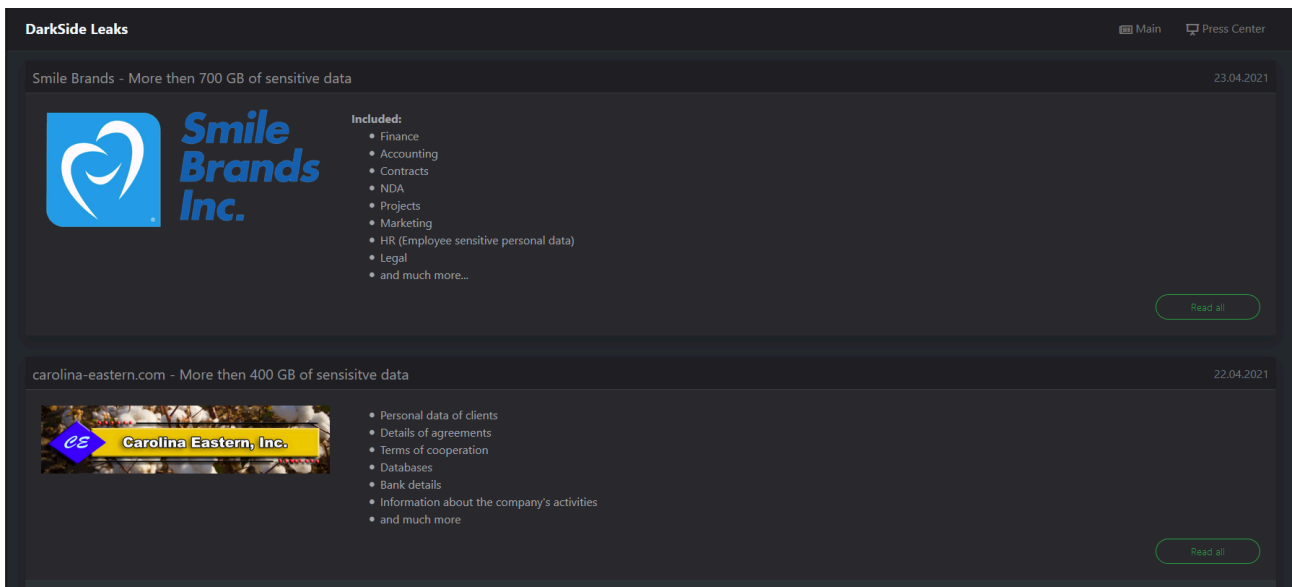 DarkSide Leaks
Main
Press Center
Smile Brands - More then 700 GB of sensitive data
23.04.2021
Smile
Brands
Inc.
Included:
Finance
Accounting
Contracts
NDA
Projects
Marketing
HR (Employee sensitive personal data)
Legal
and much more...
Read all
carolina-eastern.com - More then 400 GB of sensisitve data
22.04.2021
CE
Carolina Eastern, Inc.
Personal data of clients
Details of agreements
Terms of cooperation
Databases
Bank details
Information about the company's activities
and much more
Read all